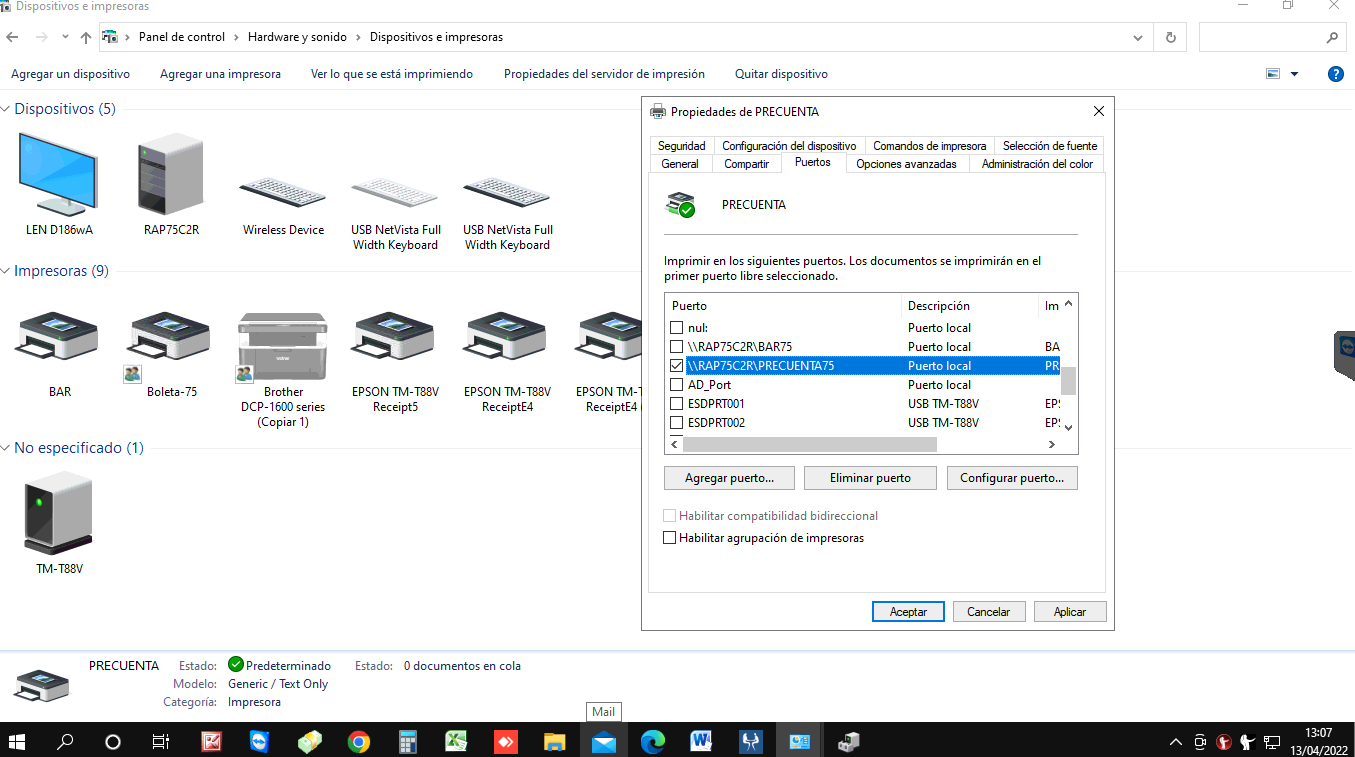 Dispositivos e impresoras
Panel de control
Hardware y sonido
Dispositivos e impresoras
Agregar un dispositivo
Agregar una impresora
Ver lo que se está imprimiendo
Propiedades del servidor de impresión
Quitar dispositivo
Dispositivos (5)
LEN D186wA
RAP75C2R
Wireless Device
USB NetVista Full
Width Keyboard
USB NetVista Full
Width Keyboard
Impresoras (9)
BAR
Boleta-75
Brother
DCP-1600 series
(Copiar 1)
EPSON TM-T88V
Receipt5
EPSON TM-T88V
ReceiptE4
EPSON TM-T
ReceiptE4
No especificado (1)
TM-T88V
Propiedades de PRECUENTA
Seguridad
Configuración del dispositivo
Comandos de impresora
Selección de fuente
General
Compartir
Puertos
Opciones avanzadas
Administración del color
PRECUENTA
Imprimir en los siguientes puertos. Los documentos se imprimirán en el
primer puerto libre seleccionado.
Puerto Descripción Im
nul: Puerto local
\\RAP75C2R\BAR75 Puerto local BA
\\RAP75C2R\PRECUENTA75 Puerto local PR
AD_Port Puerto local
ESDPRT001 USB TM-T88V EP
ESDPRT002 USB TM-T88V EP
Agregar puerto...
Eliminar puerto
Configurar puerto...
Habilitar compatibilidad bidireccional
Habilitar agrupación de impresoras
Aceptar
Cancelar
Aplicar
PRECUENTA
Estado: Predeterminado
Estado: 0 documentos en cola
Modelo: Generic / Text Only
Categoría: Impresora
Mail
13:07
13/04/2022